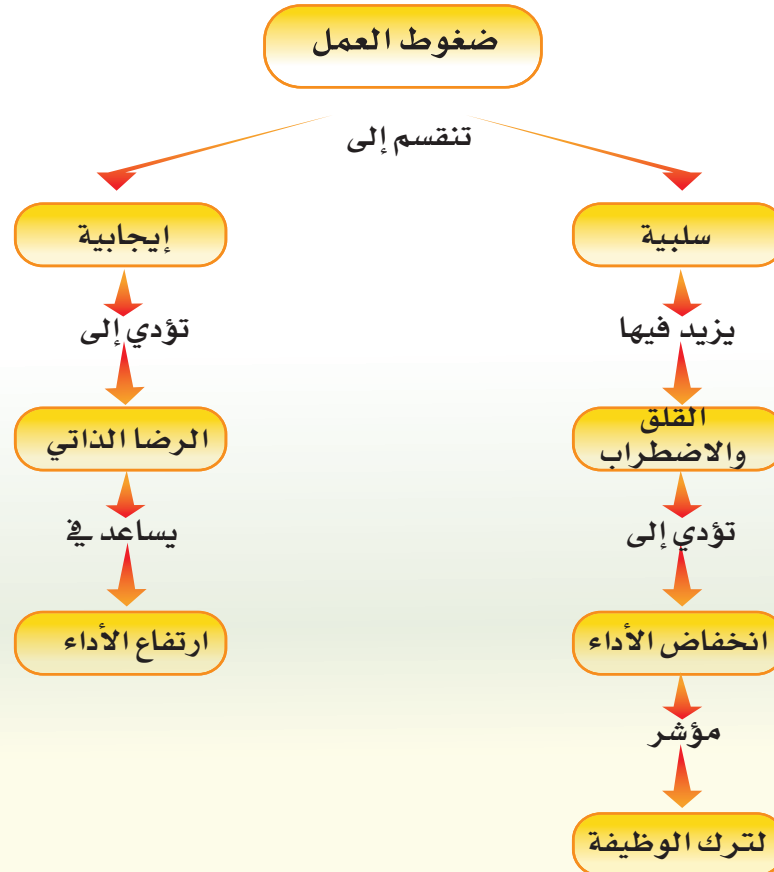 ضغوط العمل
تنقسم إلى
سلبية
إيجابية
يزيد فيها
تؤدي إلى
القلق
والاضطراب
الرضا الذاتي
تؤدي إلى
يساعد في
انخفاض الأداء
ارتفاع الأداء
مؤشر
لترك الوظيفة